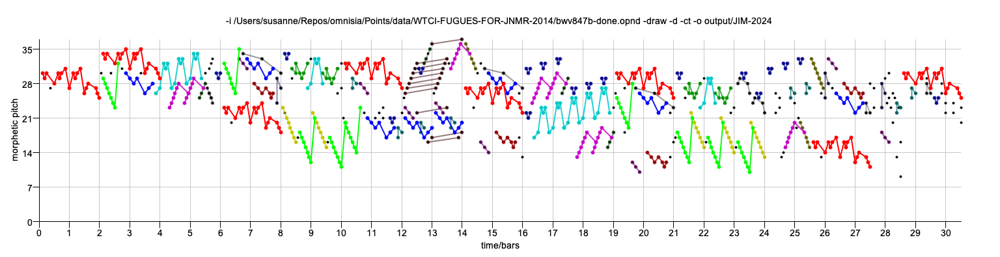 -i /Users/susanne/Repos/omnisia/Points/data/WTCI-FUGUES-FOR-JNMR-2014/bwv847b-done.opnd -draw -d -ct -o output/JIM-2024
morphetic pitch
35
28
21
14
7
0
0 1 2 3 4 5 6 7 8 9 10 11 12 13 14 15 16 17 18 19 20 21 22 23 24 25 26 27 28 29 30
time/bars